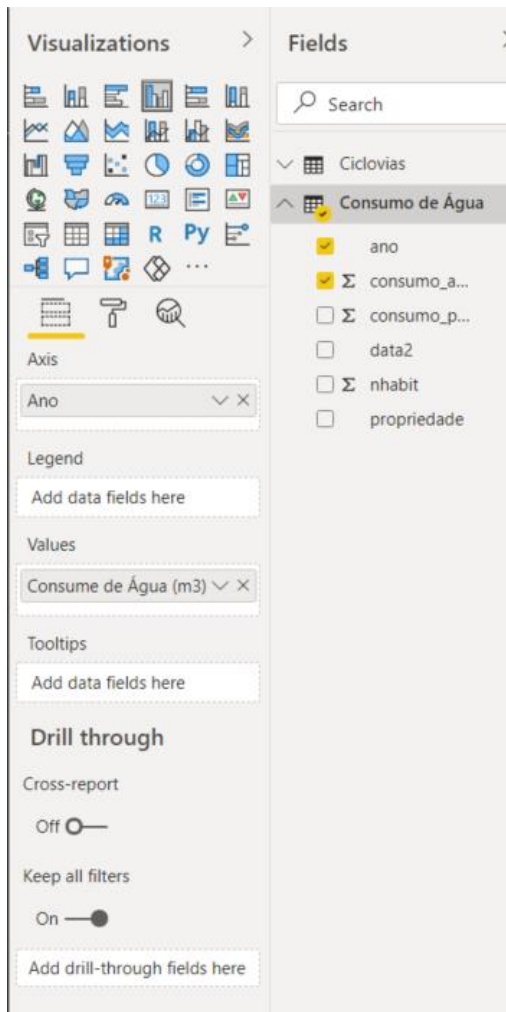 Visualizations
123
R
Py
Axis
Ano
Legend
Add data fields here
Values
Consume de Água (m3)
Tooltips
Add data fields here
Drill through
Cross-report
Off
Keep all filters
On
Add drill-through fields here
Fields
Search
Ciclovias
Consumo de Água
ano
Σ consumo_a...
Σ consumo_p...
data2
Σ nhabit
propriedade